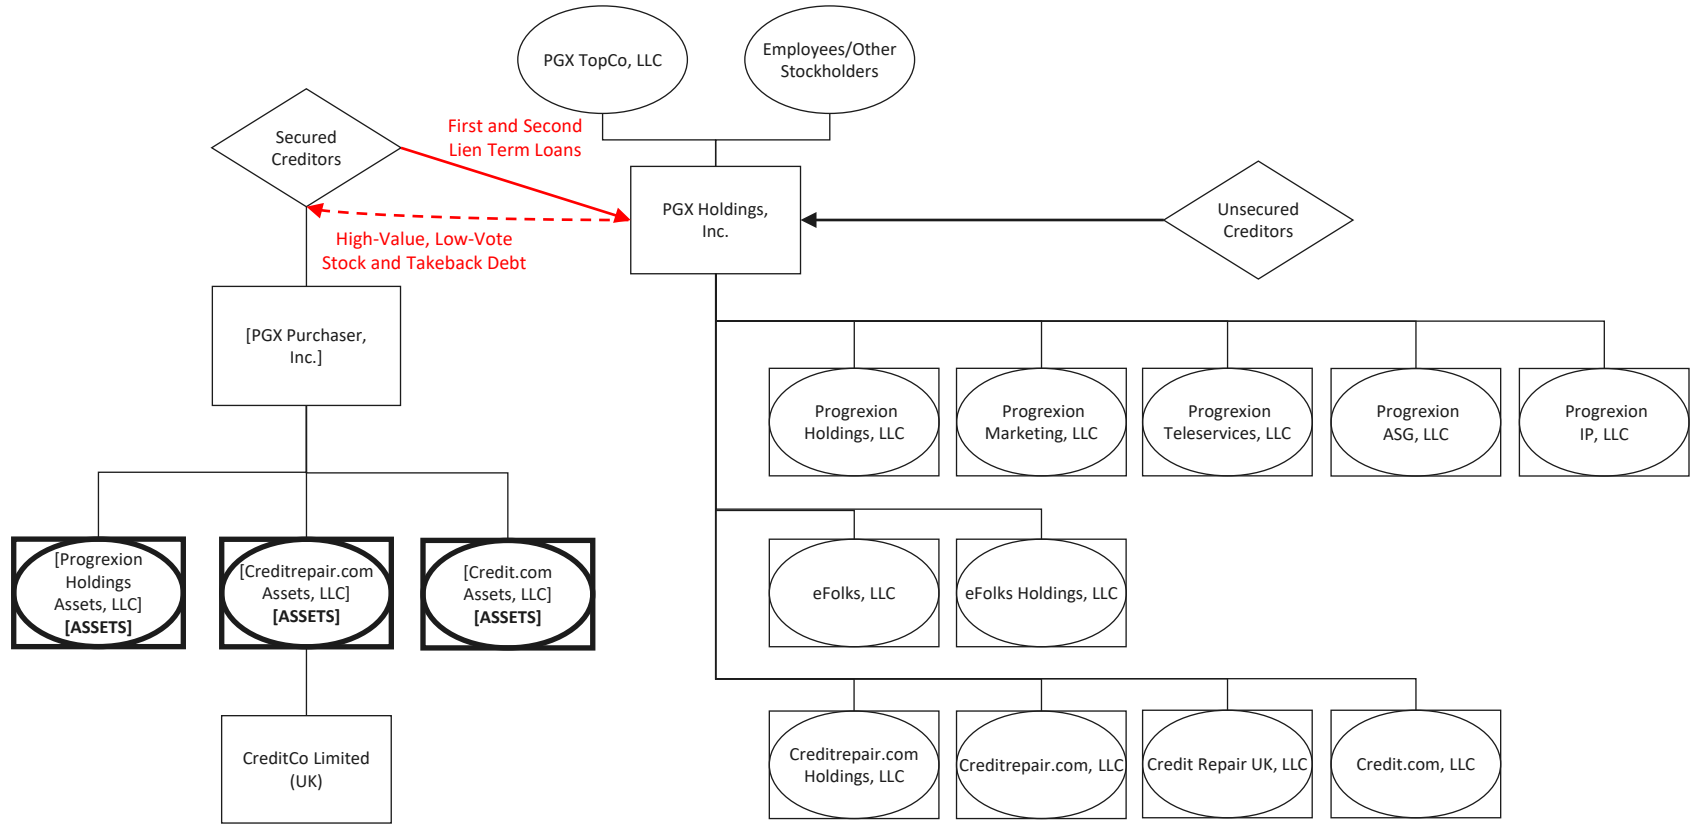 PGX TopCo, LLC
Employees/Other
Stockholders
Secured
Creditors
First and Second
Lien Term Loans
PGX Holdings,
Inc.
Unsecured
Creditors
High-Value, Low-Vote
Stock and Takeback Debt
[PGX Purchaser,
Inc.]
Progrexion
Holdings, LLC
Progrexion
Marketing, LLC
Progrexion
Teleservices, LLC
Progrexion
ASG, LLC
Progrexion
IP, LLC
[Progrexion
Holdings
Assets, LLC]
[ASSETS]
[Creditrepair.com
Assets, LLC]
[ASSETS]
[Credit.com
Assets, LLC]
[ASSETS]
eFolks, LLC
eFolks Holdings, LLC
CreditCo Limited
(UK)
Creditrepair.com
Holdings, LLC
Creditrepair.com, LLC
Credit Repair UK, LLC
Credit.com, LLC